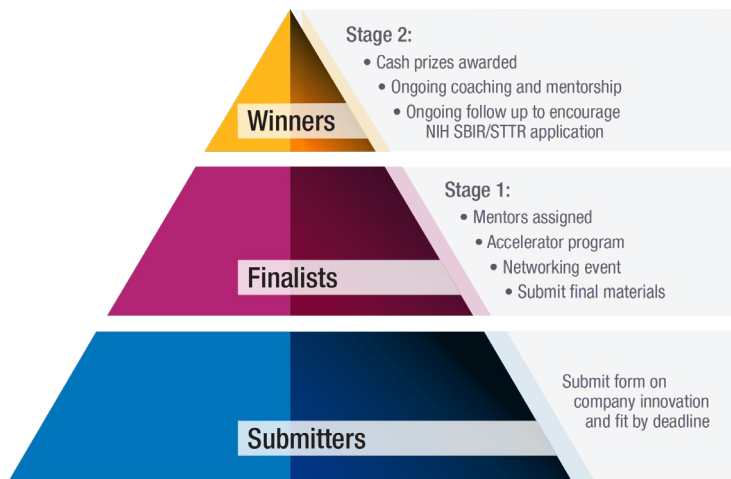 Stage 2:
• Cash prizes awarded
• Ongoing coaching and mentorship
• Ongoing follow up to encourage
NIH SBIR/STTR application
Winners
Stage 1:
• Mentors assigned
• Accelerator program
• Networking event
• Submit final materials
Finalists
Submit form on
company innovation
and fit by deadline
Submitters